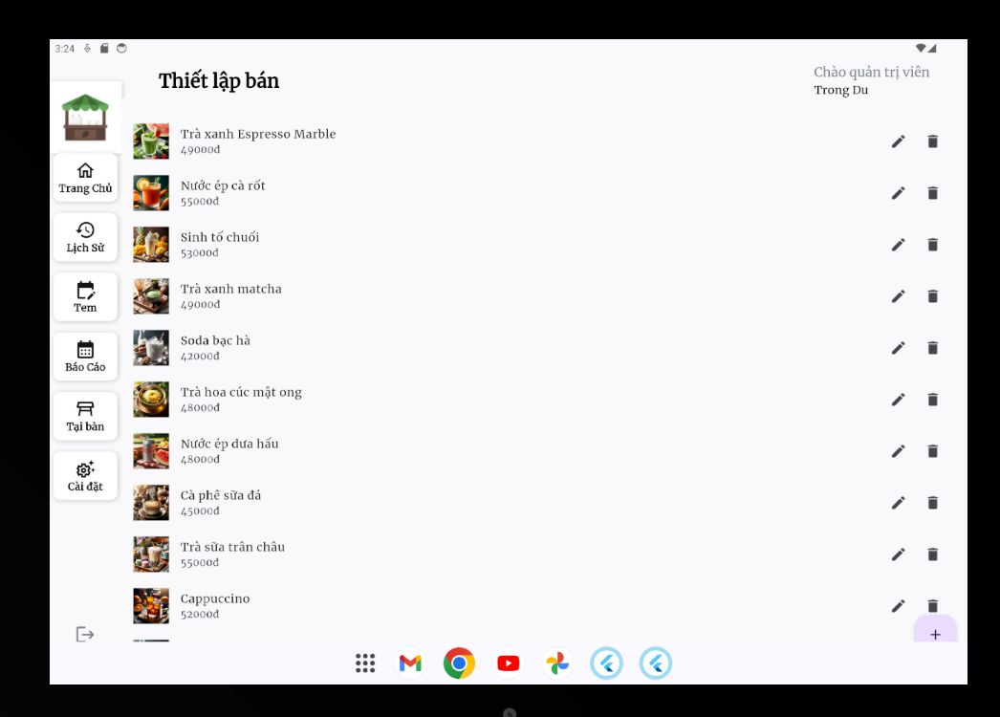 3:24
Thiết lập bán
Chào quản trị viên
Trong Du
Trang Chủ
Lịch Sử
Tem
Báo Cáo
Tại bàn
Cài đặt
Trà xanh Espresso Marble
49000đ
Nước ép cà rốt
55000đ
Sinh tố chuối
53000đ
Trà xanh matcha
49000đ
Soda bạc hà
42000đ
Trà hoa cúc mật ong
48000đ
Nước ép dưa hấu
48000đ
Cà phê sữa đá
45000đ
Trà sữa trân châu
55000đ
Cappuccino
52000đ